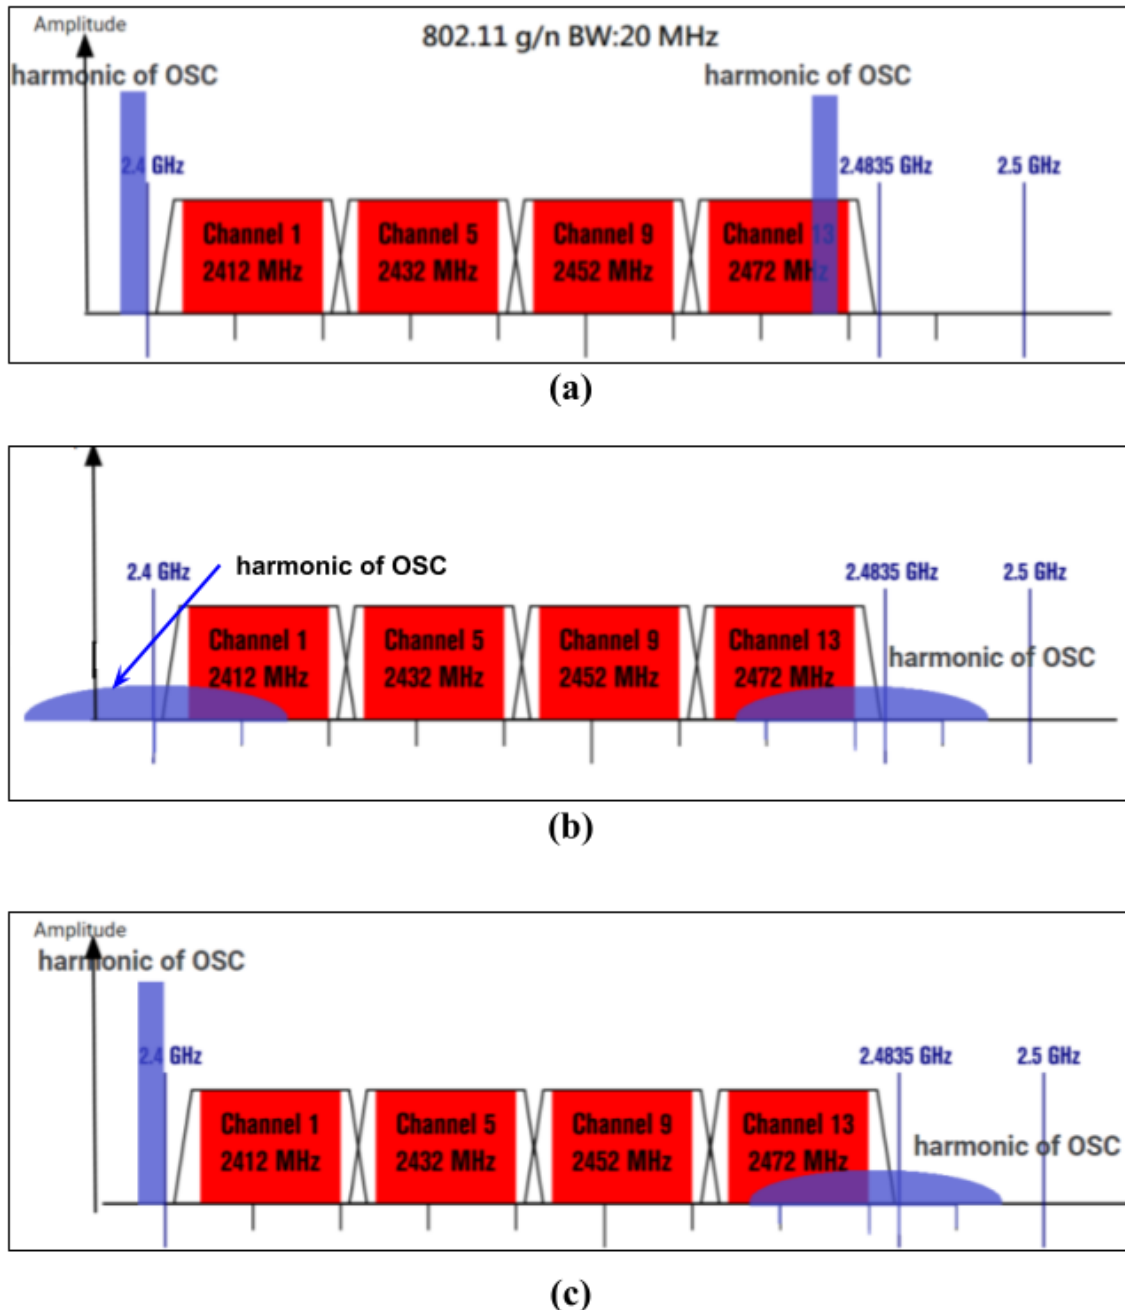 Amplitude
802.11 g/n BW:20 MHz
harmonic of OSC
harmonic of OSC
2.4 GHz
2.4835 GHz
2.5 GHz
Channel 1
2412 MHz
Channel 5
2432 MHz
Channel 9
2452 MHz
Channel 13
2472 MHz
(a)
2.4 GHz
harmonic of OSC
2.4835 GHz
2.5 GHz
Channel 1
2412 MHz
Channel 5
2432 MHz
Channel 9
2452 MHz
Channel 13
2472 MHz
harmonic of OSC
(b)
Amplitude
harmonic of OSC
2.4 GHz
2.4835 GHz
2.5 GHz
Channel 1
2412 MHz
Channel 5
2432 MHz
Channel 9
2452 MHz
Channel 13
2472 MHz
harmonic of OSC
(c)